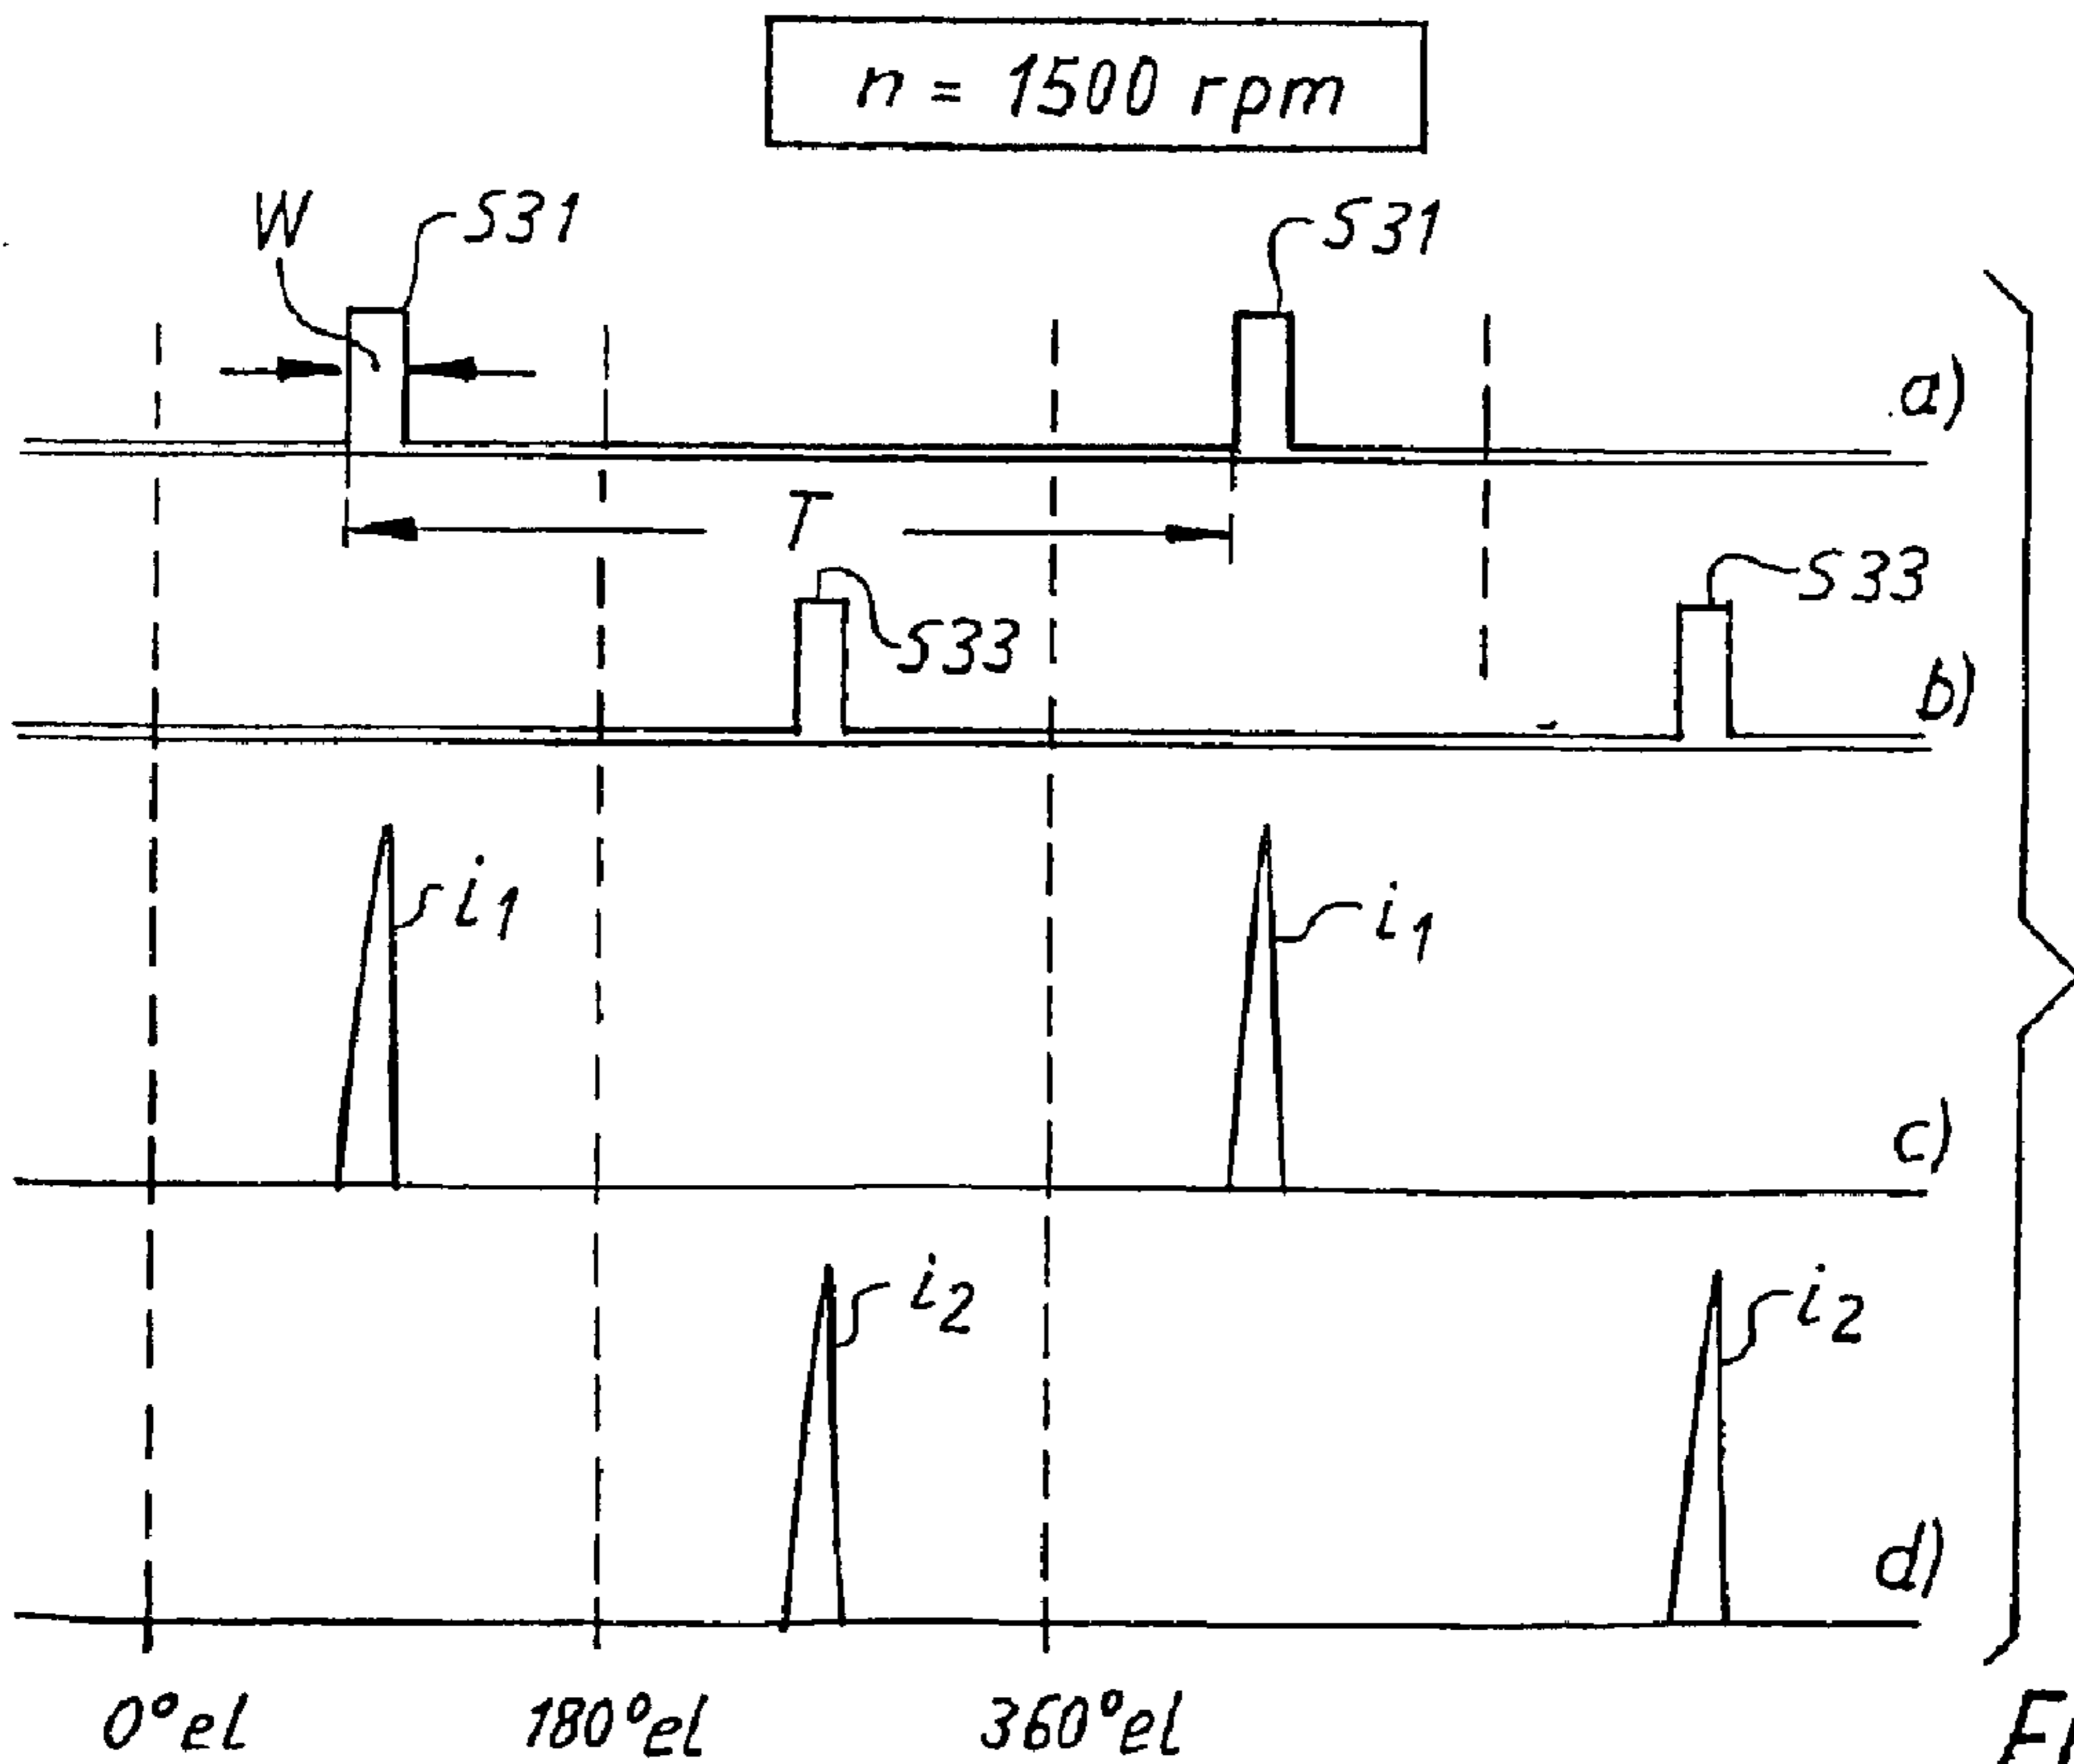 n = 1500 rpm
W
S31
S31
a)
T
S33
S33
b)
i1
i1
c)
i2
i2
d)
0°el
180°el
360°el